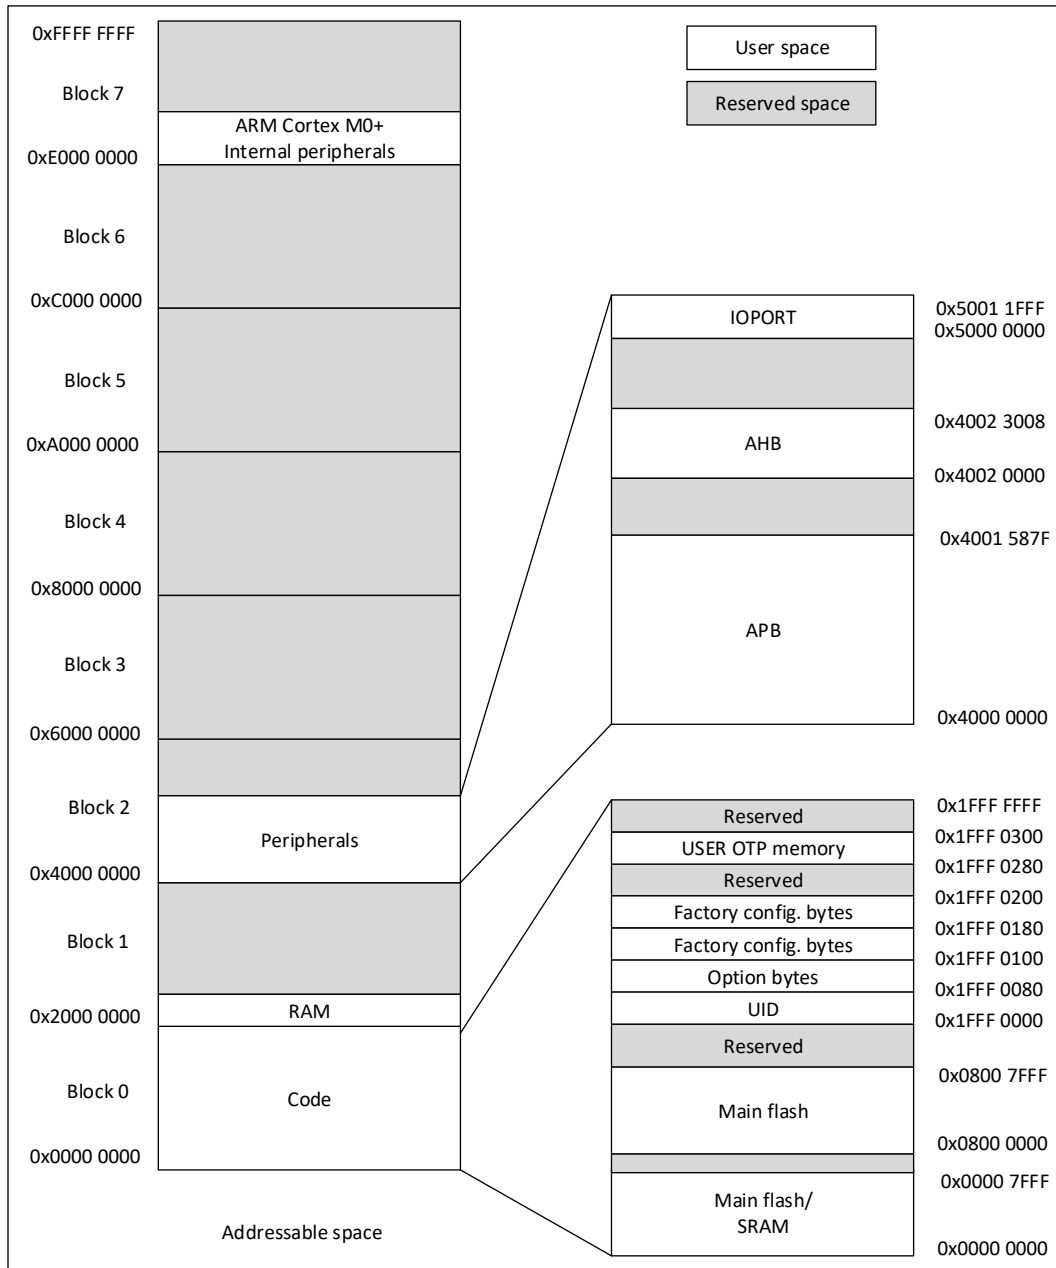 0xFFFF FFFF
Block 7
ARM Cortex M0+
Internal peripherals
0xE000 0000
Block 6
0xC000 0000
Block 5
0xA000 0000
Block 4
0x8000 0000
Block 3
0x6000 0000
Block 2
Peripherals
0x4000 0000
Block 1
0x2000 0000
RAM
Block 0
Code
0x0000 0000
Addressable space
User space
Reserved space
IOPORT
0x5001 1FFF
0x5000 0000
0x4002 3008
AHB
0x4002 0000
0x4001 587F
APB
0x4000 0000
Reserved
0x1FFF FFFF
0x1FFF 0300
USER OTP memory
0x1FFF 0280
Reserved
0x1FFF 0200
Factory config. bytes
0x1FFF 0180
Factory config. bytes
0x1FFF 0100
Option bytes
0x1FFF 0080
UID
0x1FFF 0000
Reserved
0x0800 7FFF
Main flash
0x0800 0000
0x0000 7FFF
Main flash/
SRAM
0x0000 0000